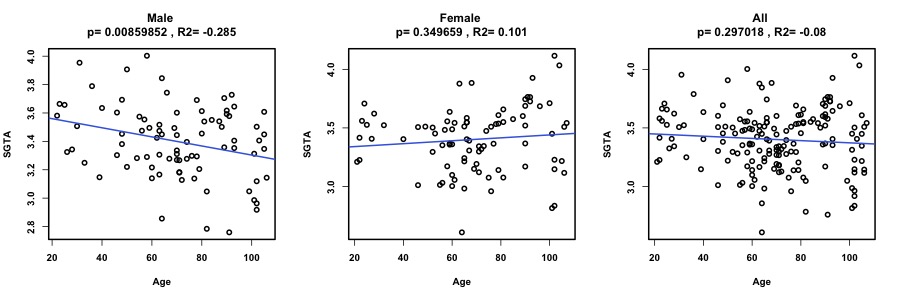 Male
p= 0.00859852 , R2= -0.285
SGTA
4.0
3.8
3.6
3.4
3.2
3.0
2.8
20 40 60 80 100
Age
Female
p= 0.349659 , R2= 0.101
SGTA
4.0
3.5
3.0
20 40 60 80 100
Age
All
p= 0.297018 , R2= -0.08
SGTA
4.0
3.5
3.0
20 40 60 80 100
Age